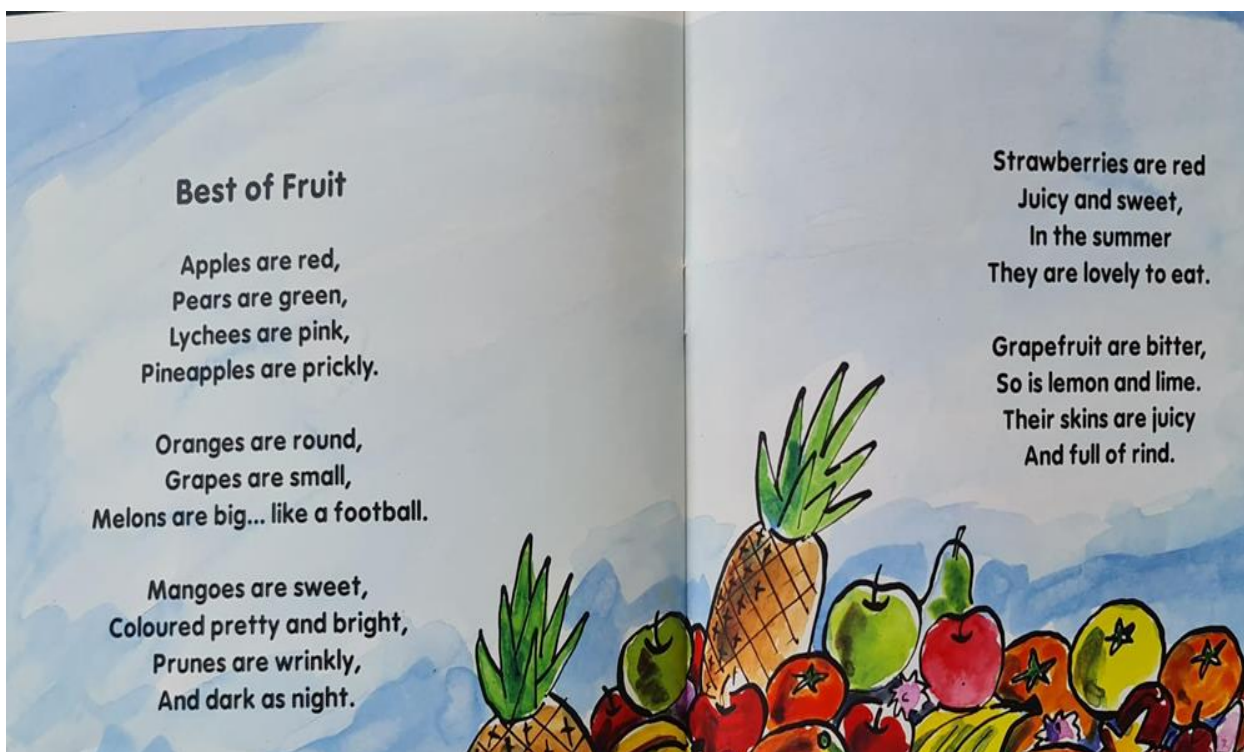 Best of Fruit
Apples are red,
Pears are green,
Lychees are pink,
Pineapples are prickly.
Oranges are round,
Grapes are small,
Melons are big... like a football.
Mangoes are sweet,
Coloured pretty and bright,
Prunes are wrinkly,
And dark as night.
Strawberries are red
Juicy and sweet,
In the summer
They are lovely to eat.
Grapefruit are bitter,
So is lemon and lime.
Their skins are juicy
And full of rind.